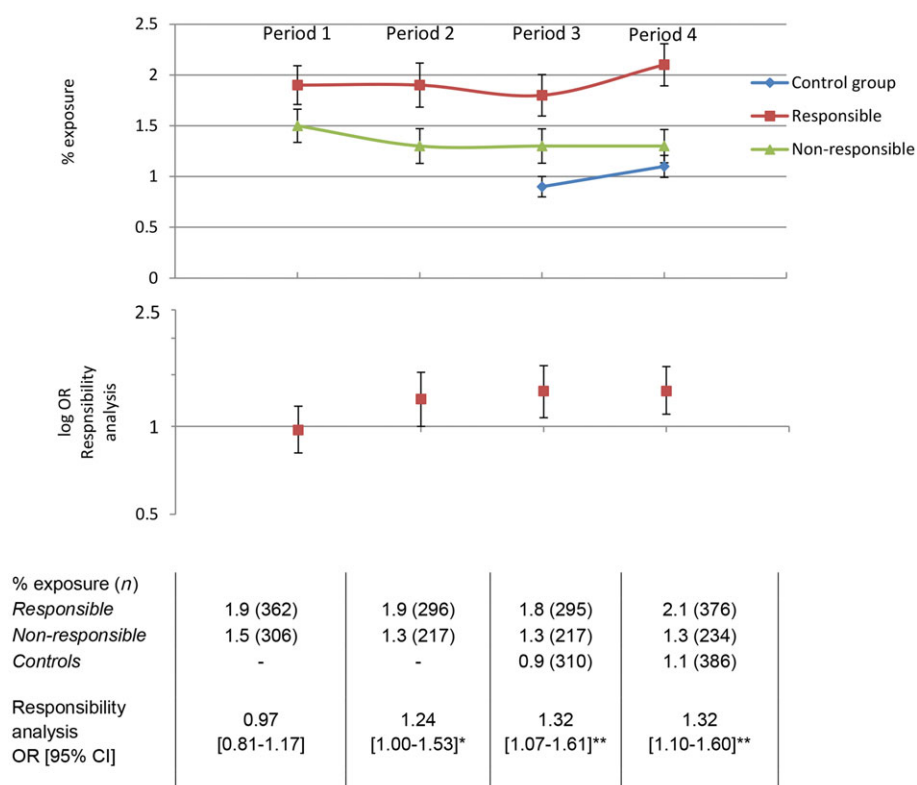 2.5
Period 1 Period 2 Period 3 Period 4
2
1.5
1
0.5
0
% exposure
Control group
Responsible
Non-responsible
2.5
1
0.5
log OR
Respnsibility
analysis
% exposure (n)
Responsible 1.9 (362) 1.9 (296) 1.8 (295) 2.1 (376)
Non-responsible 1.5 (306) 1.3 (217) 1.3 (217) 1.3 (234)
Controls - - 0.9 (310) 1.1 (386)
Responsibility
analysis 0.97 1.24 1.32 1.32
OR [95% CI] [0.81-1.17] [1.00-1.53]* [1.07-1.61]** [1.10-1.60]**